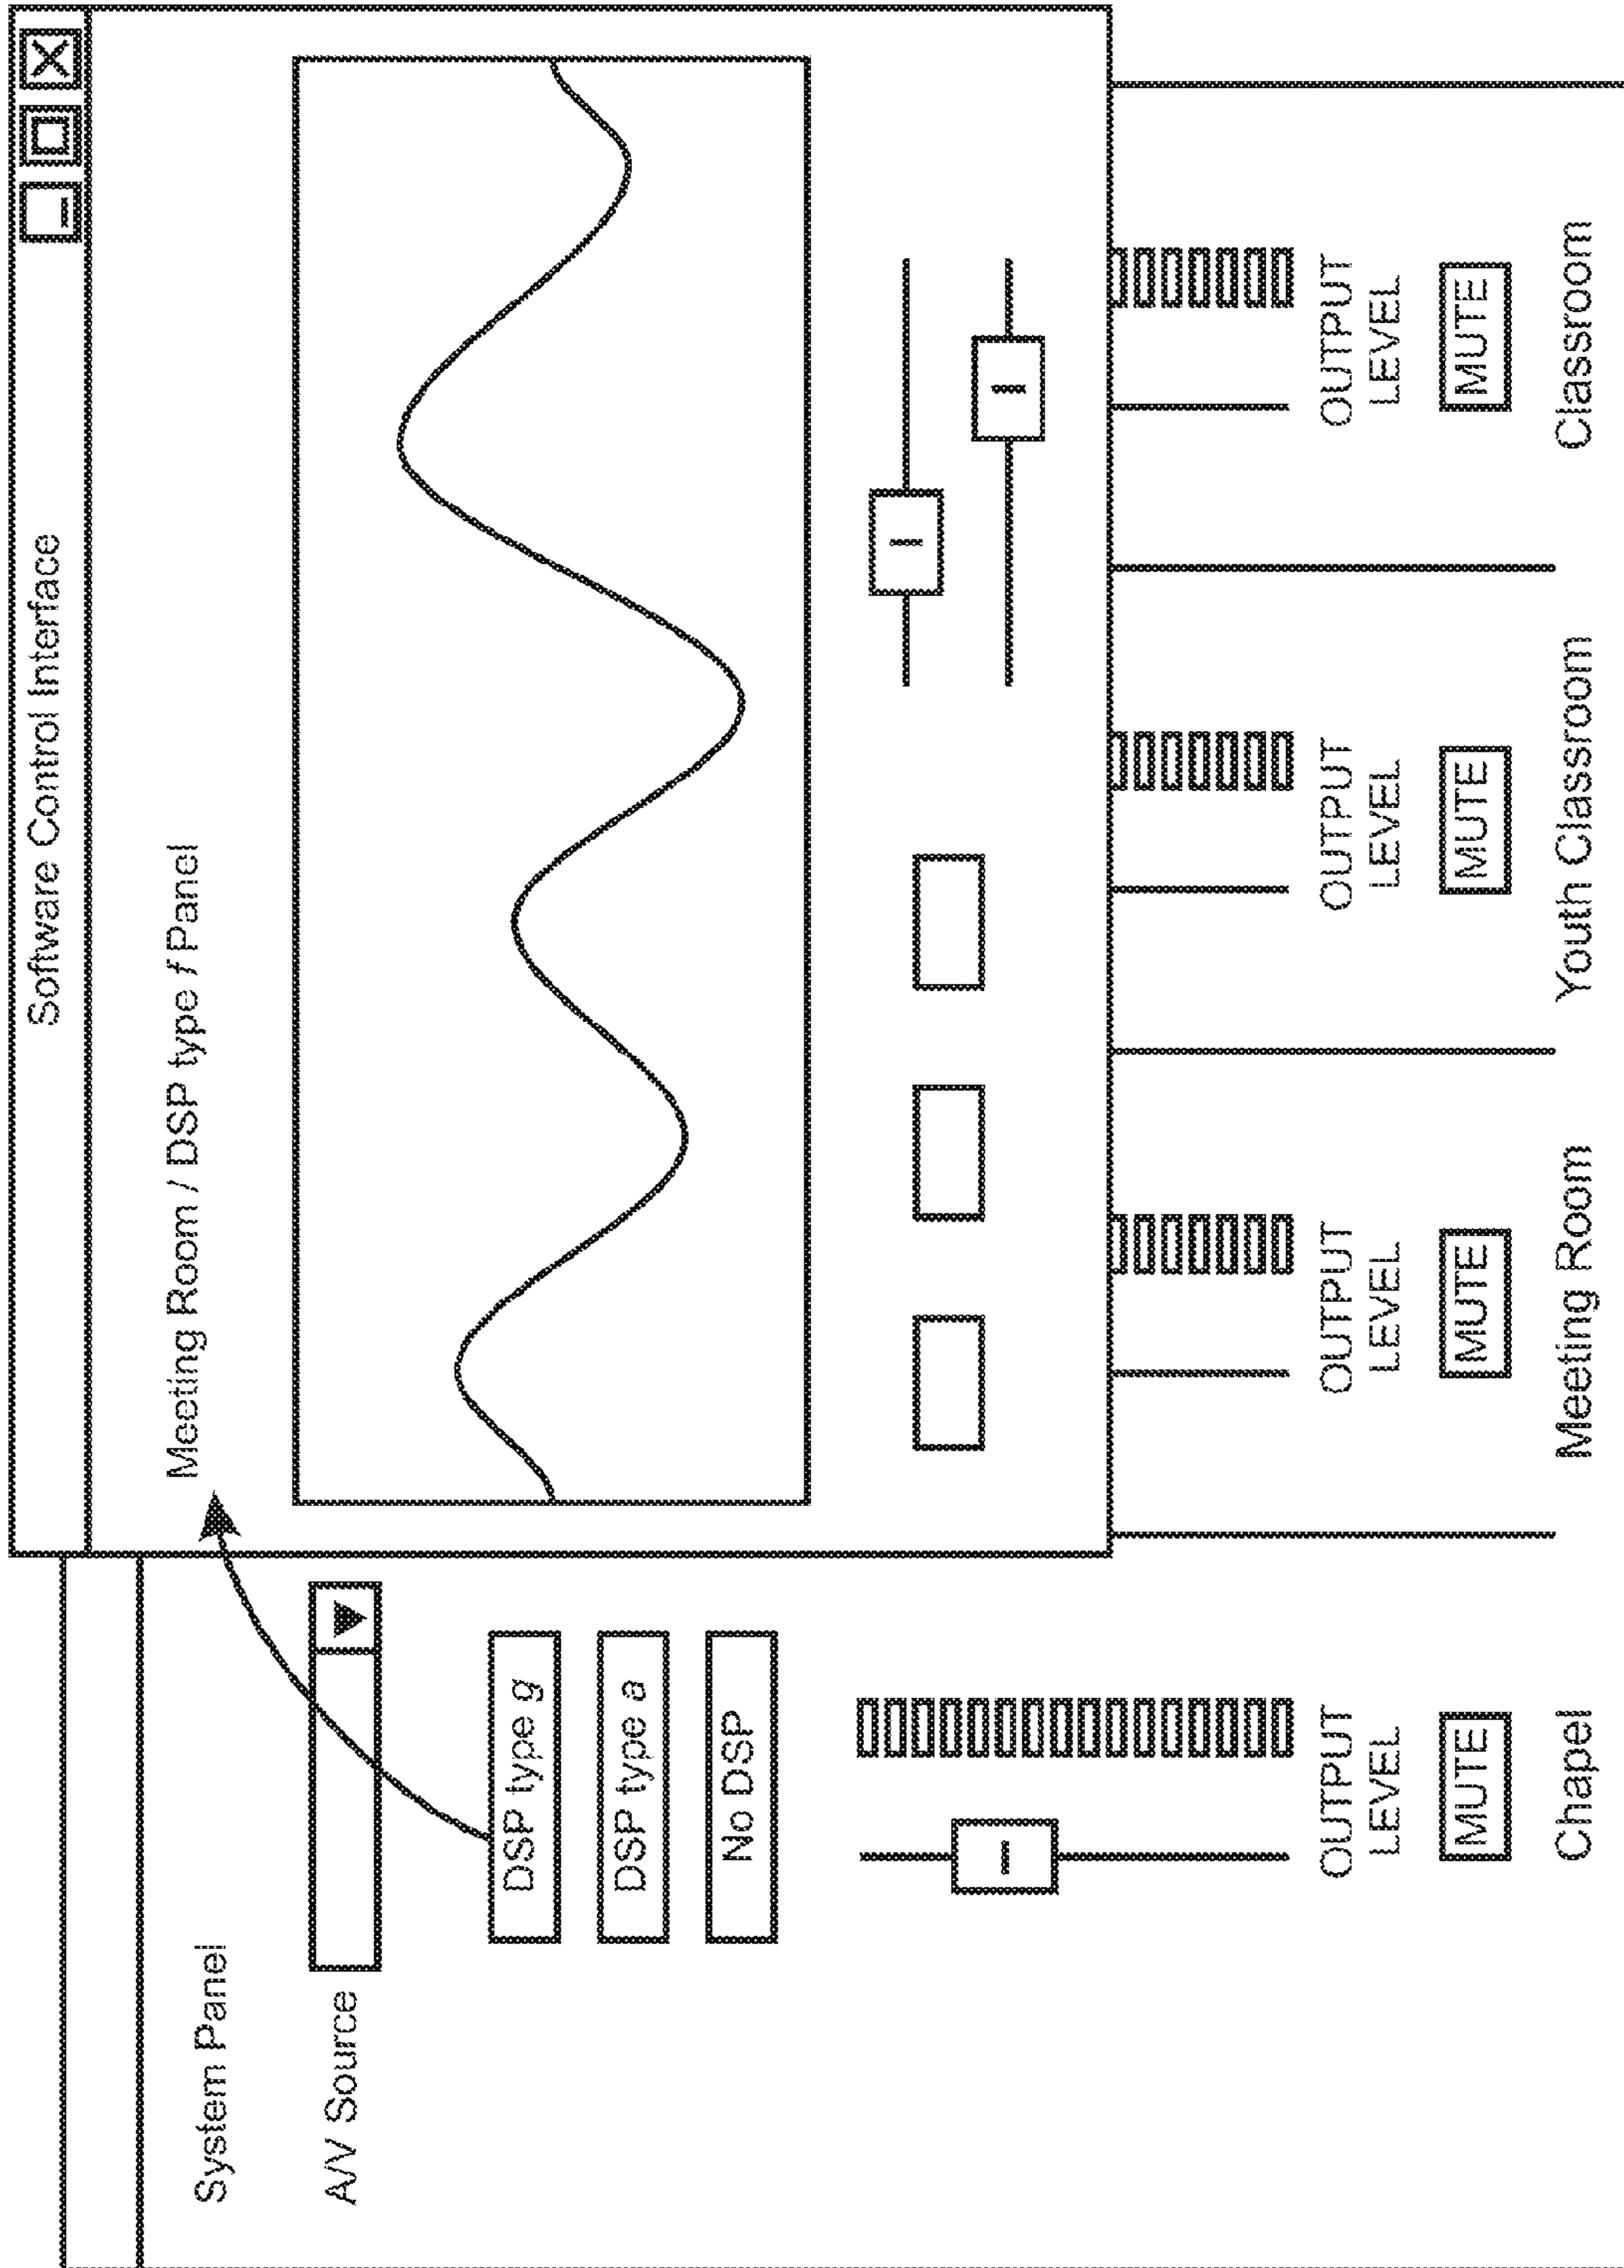 Software Control Interface
Meeting Room / DSP type f Panel
System Panel
A/V Source
DSP type g
DSP type a
No DSP
OUTPUT
LEVEL
MUTE
Chapel
OUTPUT
LEVEL
MUTE
Meeting Room
OUTPUT
LEVEL
MUTE
Youth Classroom
OUTPUT
LEVEL
MUTE
Classroom